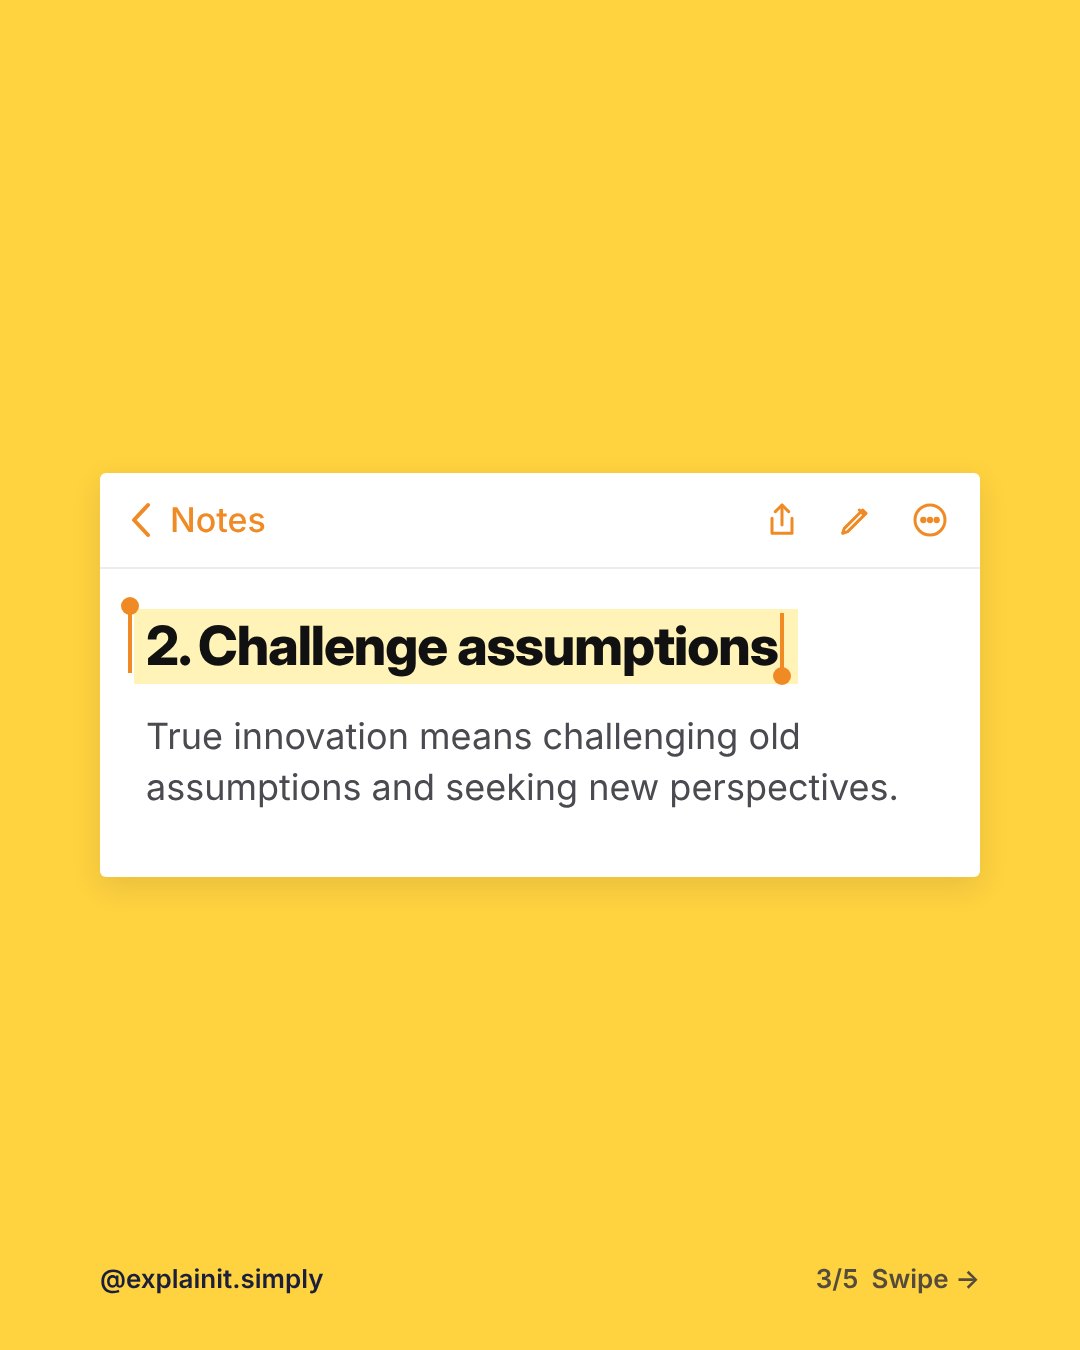 Notes
2. Challenge assumptions
True innovation means challenging old
assumptions and seeking new perspectives.
@explainit.simply
3/5 Swipe →